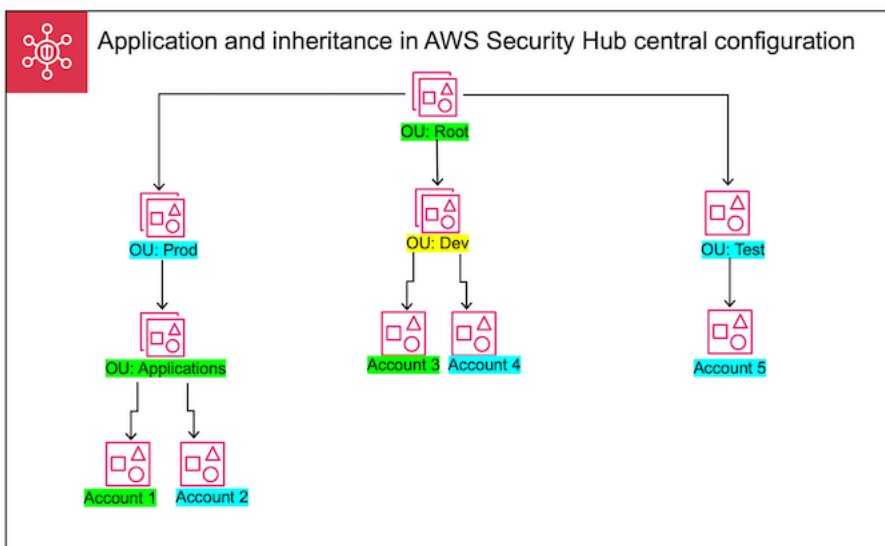 Application and inheritance in AWS Security Hub central configuration
OU: Root
OU: Prod
OU: Dev
OU: Test
OU: Applications
Account 3
Account 4
Account 5
Account 1
Account 2